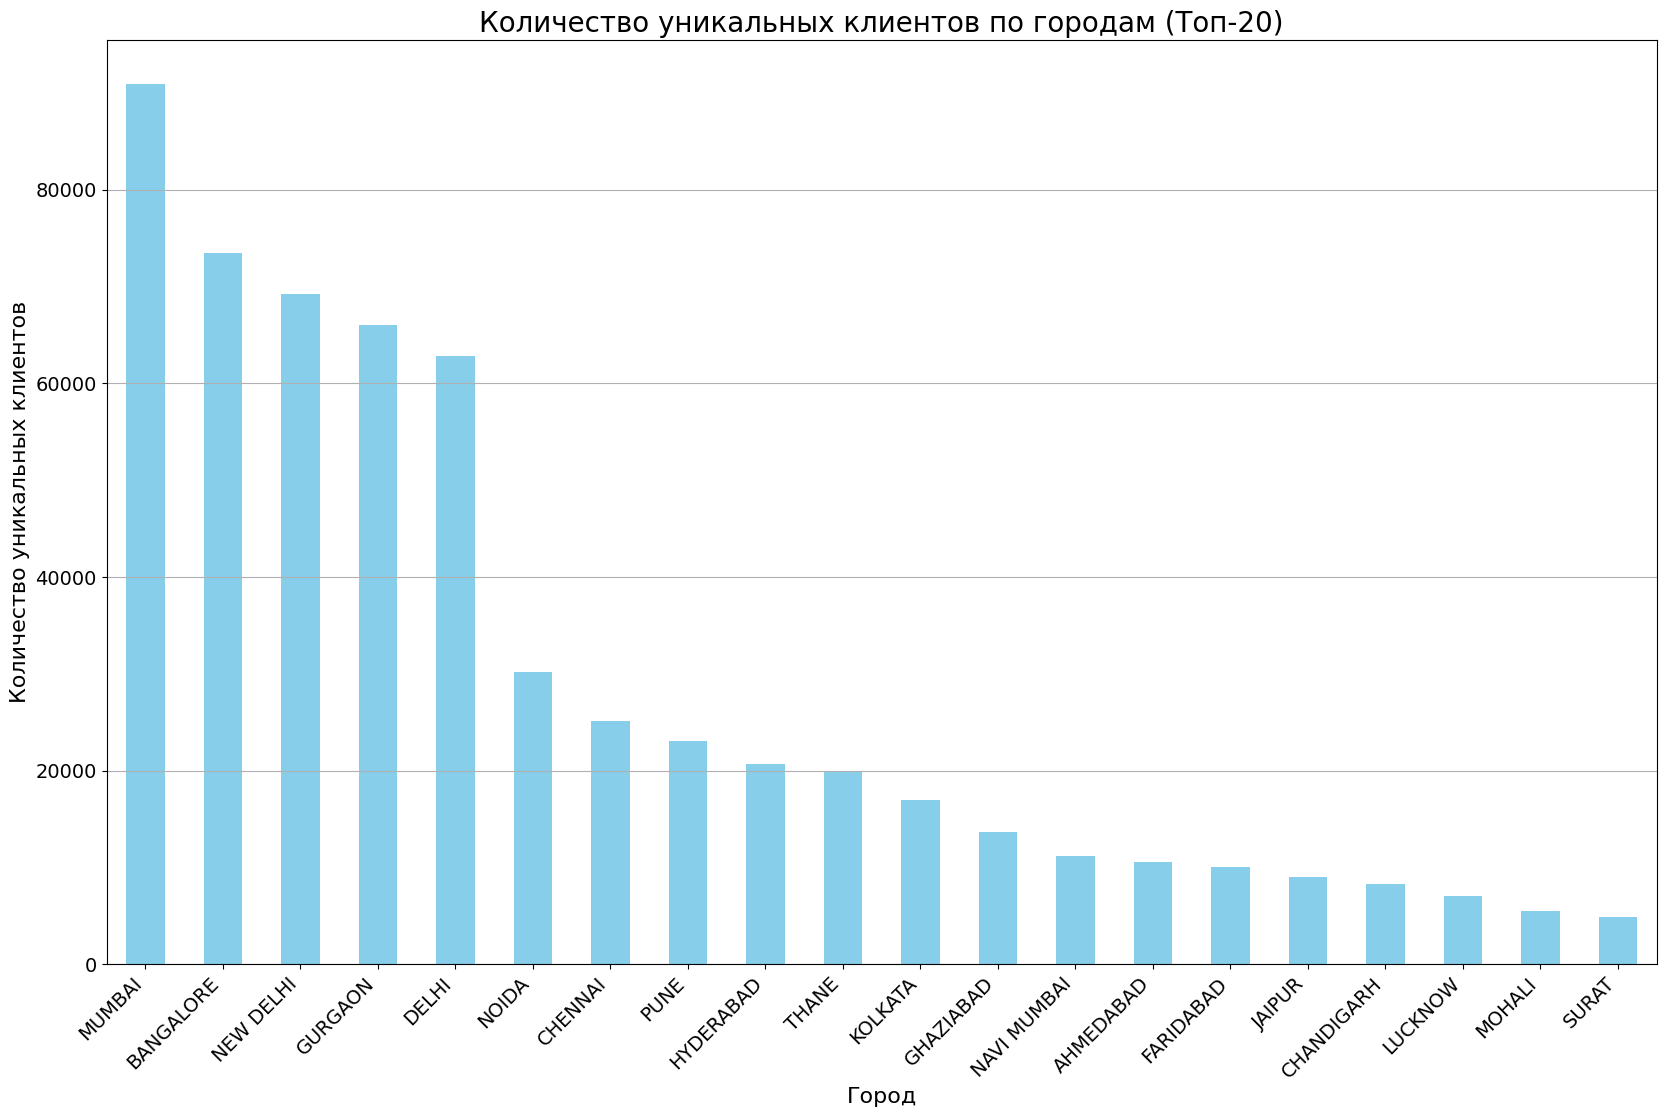 Количество уникальных клиентов по городам (Топ-20)
Количество уникальных клиентов
80000
60000
40000
20000
0
MUMBAI
BANGALORE
NEW DELHI
GURGAON
DELHI
NOIDA
CHENNAI
PUNE
HYDERABAD
THANE
KOLKATA
GHAZIABAD
NAVI MUMBAI
AHMEDABAD
FARIDABAD
JAIPUR
CHANDIGARH
LUCKNOW
MOHALI
SURAT
Город